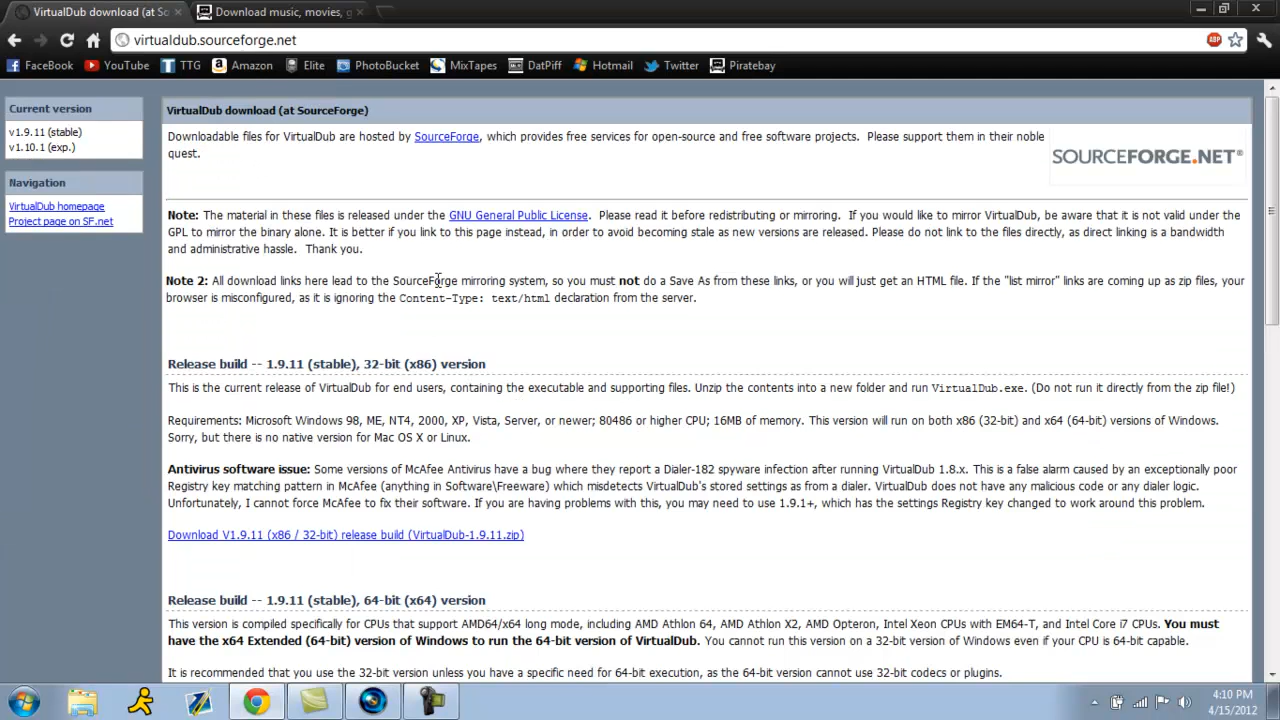 VirtualDub download (at So
Download music, movies, g
virtualdub.sourceforge.net
ABP
FaceBook
YouTube
TTG
Amazon
Elite
PhotoBucket
MixTapes
DatPiff
Hotmail
Twitter
Piratebay
Current version
v1.9.11 (stable)
v1.10.1 (exp.)
Navigation
VirtualDub homepage
Project page on SF.net
VirtualDub download (at SourceForge)
Downloadable files for VirtualDub are hosted by SourceForge, which provides free services for open-source and free software projects. Please support them in their noble
quest.
SOURCEFORGE.NET®
Note: The material in these files is released under the GNU General Public License. Please read it before redistributing or mirroring. If you would like to mirror VirtualDub, be aware that it is not valid under the
GPL to mirror the binary alone. It is better if you link to this page instead, in order to avoid becoming stale as new versions are released. Please do not link to the files directly, as direct linking is a bandwidth
and administrative hassle. Thank you.
Note 2: All download links here lead to the SourceForge mirroring system, so you must not do a Save As from these links, or you will just get an HTML file. If the "list mirror" links are coming up as zip files, your
browser is misconfigured, as it is ignoring the Content-Type: text/html declaration from the server.
Release build -- 1.9.11 (stable), 32-bit (x86) version
This is the current release of VirtualDub for end users, containing the executable and supporting files. Unzip the contents into a new folder and run VirtualDub.exe. (Do not run it directly from the zip file!)
Requirements: Microsoft Windows 98, ME, NT4, 2000, XP, Vista, Server, or newer; 80486 or higher CPU; 16MB of memory. This version will run on both x86 (32-bit) and x64 (64-bit) versions of Windows.
Sorry, but there is no native version for Mac OS X or Linux.
Antivirus software issue: Some versions of McAfee Antivirus have a bug where they report a Dialer-182 spyware infection after running VirtualDub 1.8.x. This is a false alarm caused by an exceptionally poor
Registry key matching pattern in McAfee (anything in Software\Freeware) which misdetects VirtualDub's stored settings as from a dialer. VirtualDub does not have any malicious code or any dialer logic.
Unfortunately, I cannot force McAfee to fix their software. If you are having problems with this, you may need to use 1.9.1+, which has the settings Registry key changed to work around this problem.
Download V1.9.11 (x86 / 32-bit) release build (VirtualDub-1.9.11.zip)
Release build -- 1.9.11 (stable), 64-bit (x64) version
This version is compiled specifically for CPUs that support AMD64/x64 long mode, including AMD Athlon 64, AMD Athlon X2, AMD Opteron, Intel Xeon CPUs with EM64-T, and Intel Core i7 CPUs. You must
have the x64 Extended (64-bit) version of Windows to run the 64-bit version of VirtualDub. You cannot run this version on a 32-bit version of Windows even if your CPU is 64-bit capable.
It is recommended that you use the 32-bit version unless you have a specific need for 64-bit execution, as the 64-bit version cannot use 32-bit codecs or plugins.
4:10 PM
4/15/2012